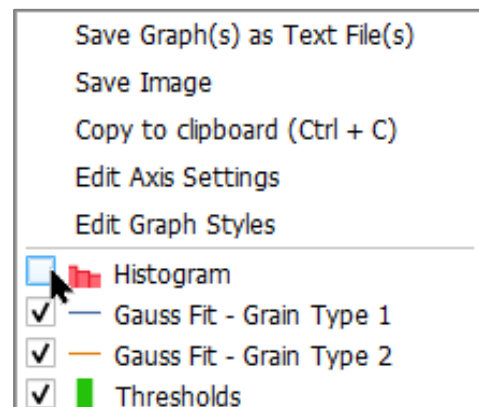 Save Graph(s) as Text File(s)
Save Image
Copy to clipboard (Ctrl + C)
Edit Axis Settings
Edit Graph Styles
Histogram
Gauss Fit - Grain Type 1
Gauss Fit - Grain Type 2
Thresholds